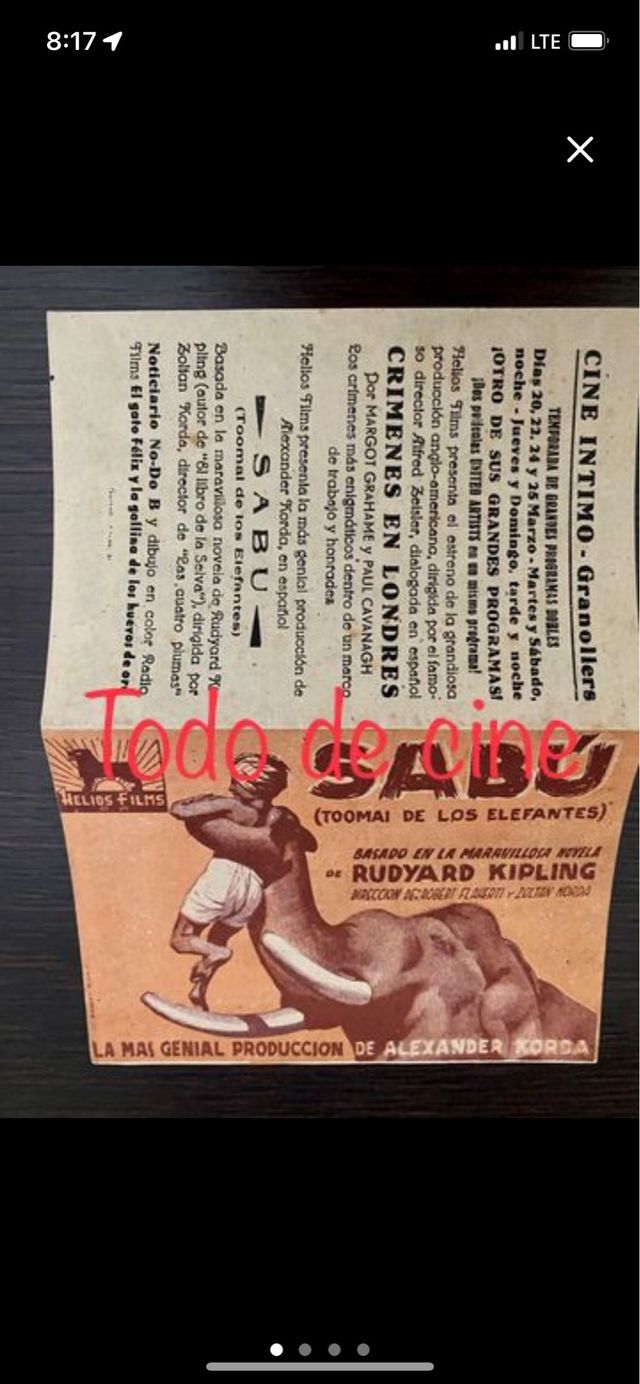 8:17
LTE
CINE INTIMO - Granollers
TEMPORADA DE GRANDES PROGRAMAS DOBLES
Días 20, 22, 24 y 25 Marzo - Martes y Sábado,
noche - Jueves y Domingo, tarde y noche
¡OTRO DE SUS GRANDES PROGRAMAS!
¡Dos películas UNITED ARTISTS en un mismo programa!
Helios Films presenta el estreno de la grandiosa
producción anglo-americana, dirigida por el famo-
so director Alfred Zeisler, dialogada en español
CRIMENES EN LONDRES
Por MARGOT GRAHAME y PAUL CAVANAGH
Los crímenes más enigmáticos dentro de un marco
de trabajo y honradez
Helios Films presenta la más genial producción de
Alexander Korda, en español
SABU
(Toomai de los Elefantes)
Basada en la maravillosa novela de Rudyard Ki
pling (autor de "El libro de la Selva"), dirigida por
Zoltan Korda, director de "Las cuatro plumas"
Noticiario No-Do B y dibujo en color Radio
Films El gato Félix y la gallina de los huevos de oro
Todo de cine
HELIOS FILMS
SABÚ
(TOOMAI DE LOS ELEFANTES)
BASADO EN LA MARAVILLOSA NOVELA
DE RUDYARD KIPLING
DIRECCION DE: ROBERT FLAHERTI Y ZOLTAN KORDA
LA MAS GENIAL PRODUCCION DE ALEXANDER KORDA